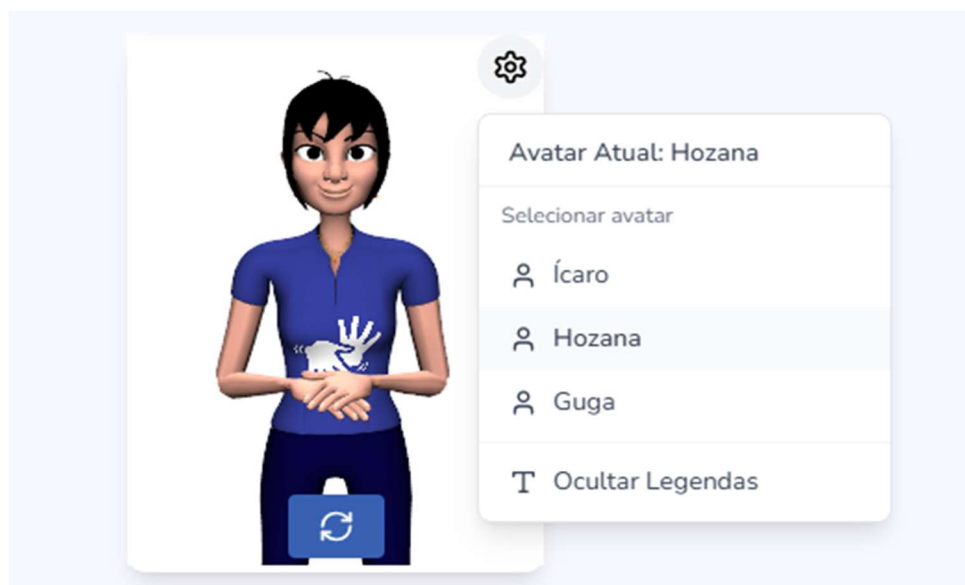 Avatar Atual: Hozana
Selecionar avatar
Ícaro
Hozana
Guga
Ocultar Legendas